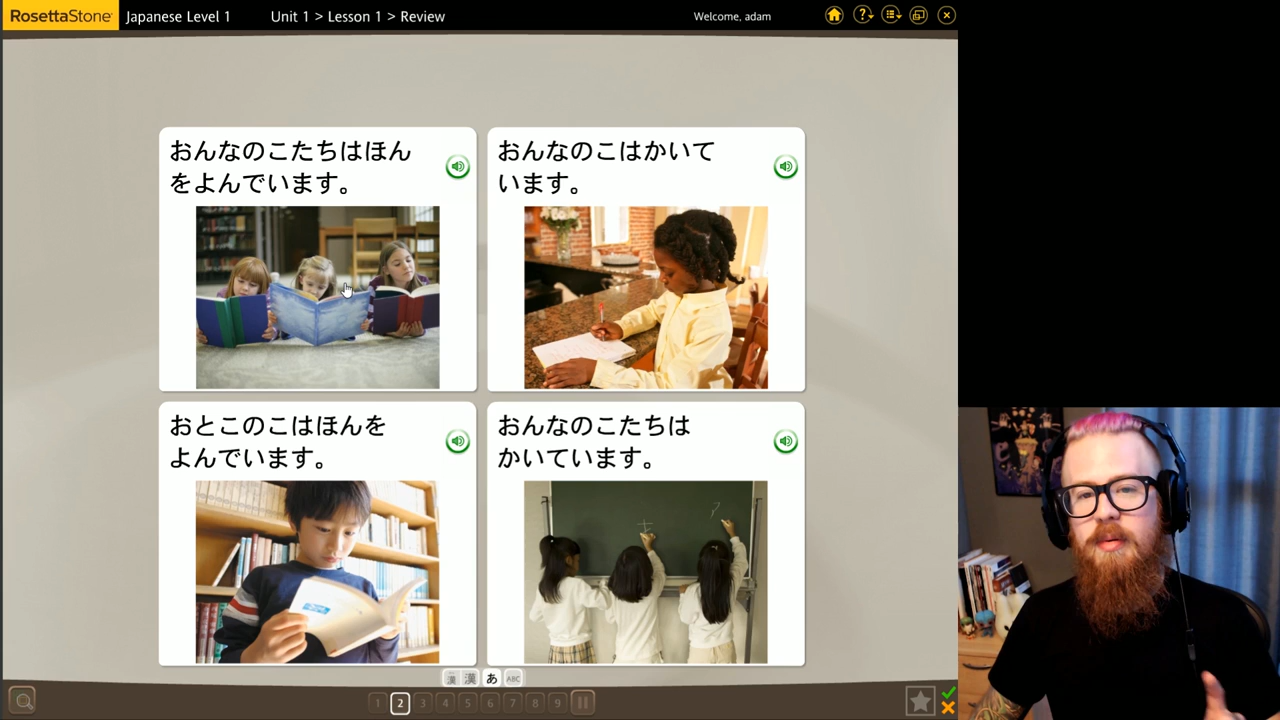 RosettaStone Japanese Level 1 Unit 1 > Lesson 1 > Review Welcome, adam
おんなのこたちはほん
をよんでいます。
おんなのこはかいて
います。
おとこのこはほんを
よんでいます。
おんなのこたちは
かいています。
漢 漢 あ ABC
1 2 3 4 5 6 7 8 9